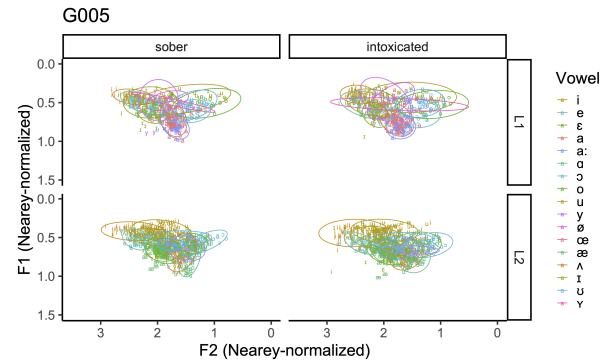 G005
sober
intoxicated
0.0
0.5
1.0
1.5
L1
0.0
0.5
1.0
1.5
L2
3
2
1
0
3
2
1
0
F1 (Nearey-normalized)
F2 (Nearey-normalized)
Vowel
i
e
ɛ
a
aː
ɑ
ɔ
o
u
y
ø
œ
æ
ʌ
ɪ
ʊ
ʏ